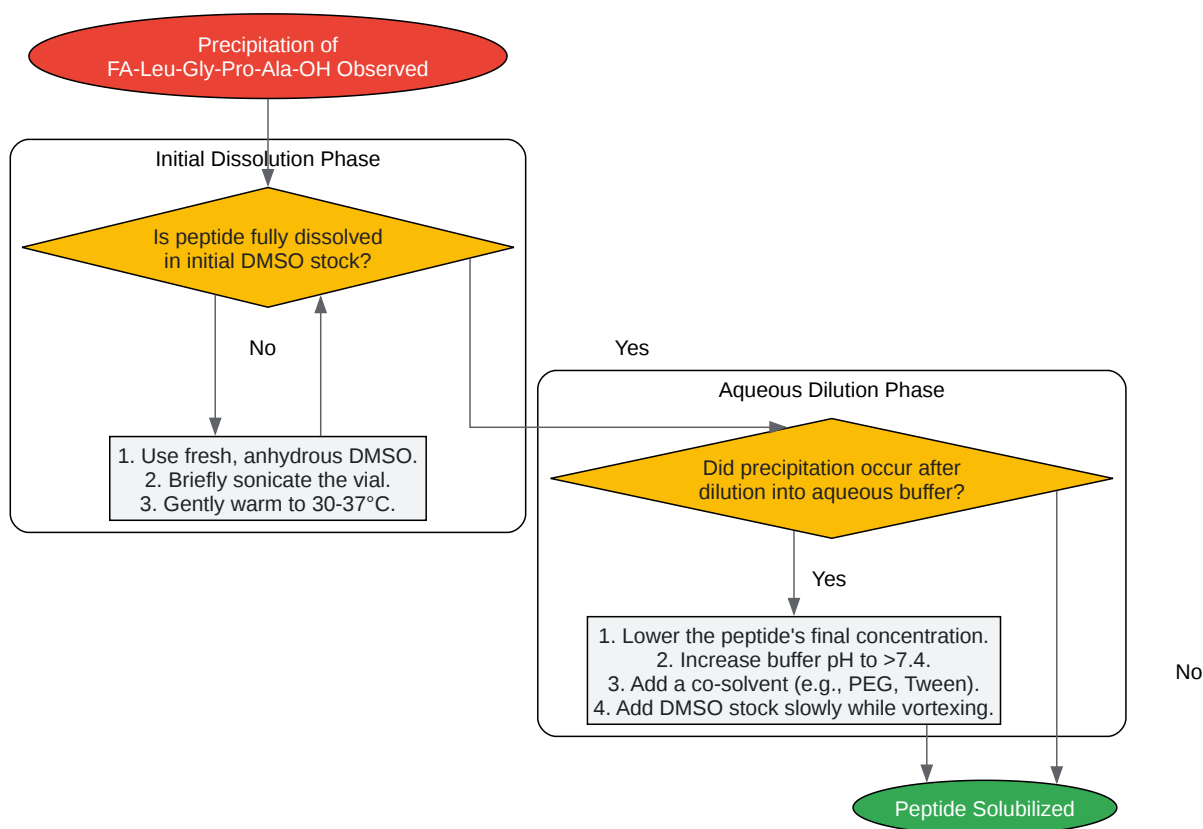 Precipitation of
FA-Leu-Gly-Pro-Ala-OH Observed
Initial Dissolution Phase
Is peptide fully dissolved
in initial DMSO stock?
No
Yes
1. Use fresh, anhydrous DMSO.
2. Briefly sonicate the vial.
3. Gently warm to 30-37°C.
Aqueous Dilution Phase
Did precipitation occur after
dilution into aqueous buffer?
Yes
1. Lower the peptide's final concentration.
2. Increase buffer pH to >7.4.
3. Add a co-solvent (e.g., PEG, Tween).
4. Add DMSO stock slowly while vortexing.
No
Peptide Solubilized